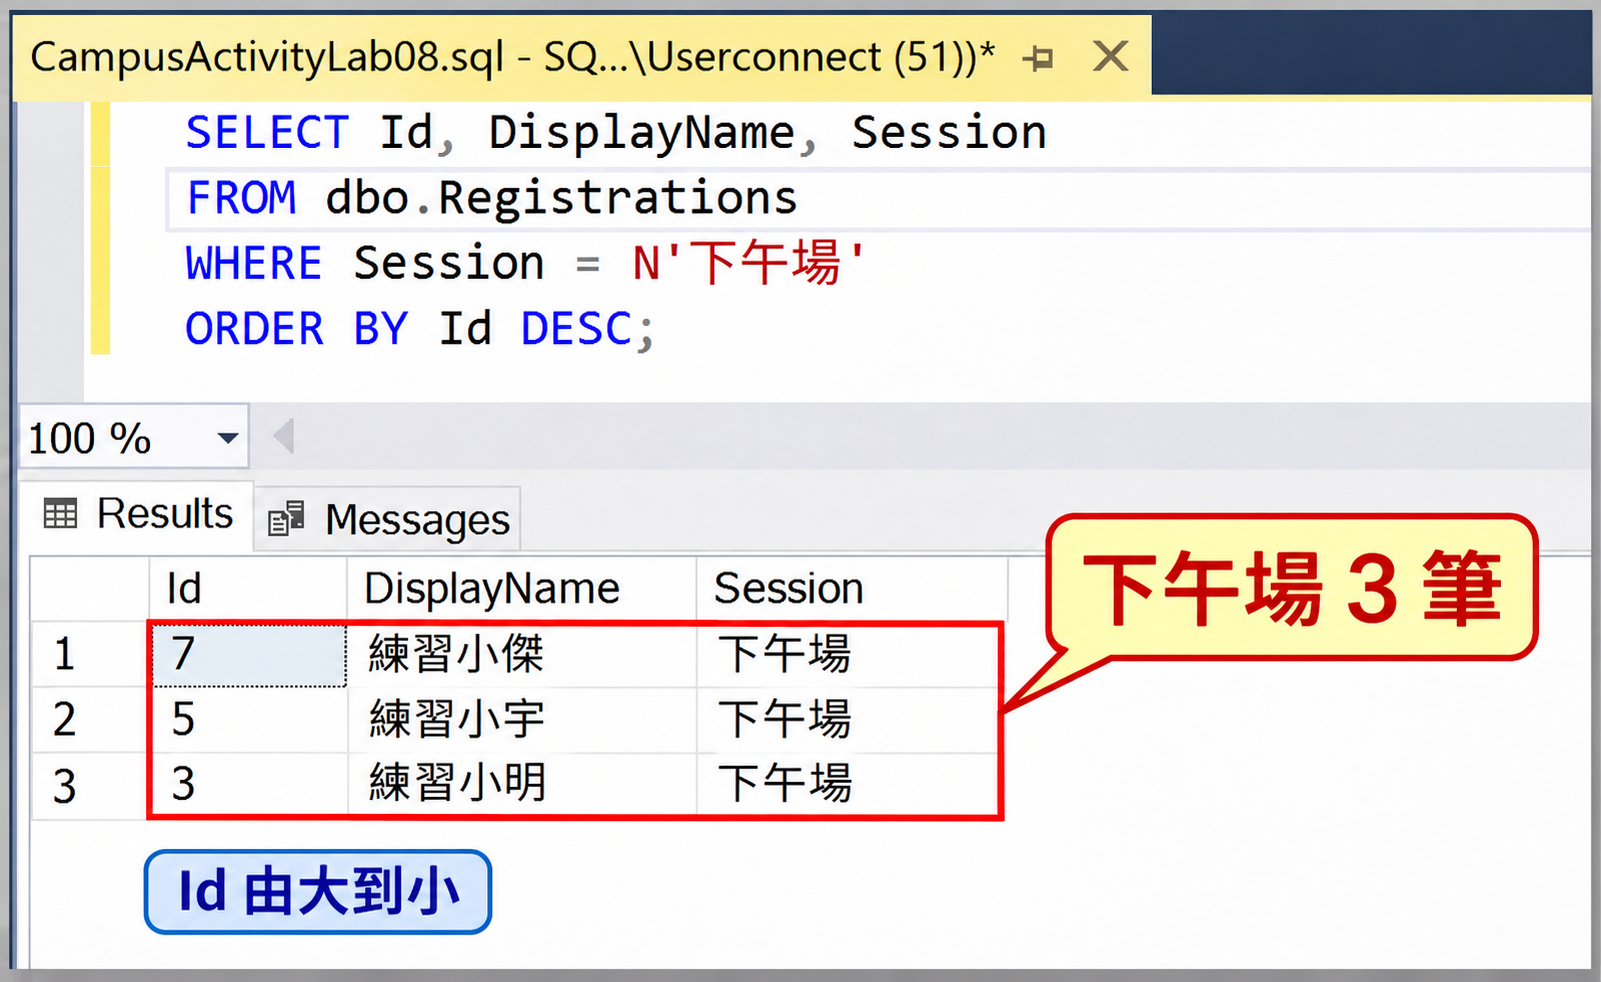 CampusActivityLab08.sql - SQ...\Userconnect (51))*
SELECT Id, DisplayName, Session
FROM dbo.Registrations
WHERE Session = N'下午場'
ORDER BY Id DESC;
100 %
Results Messages
下午場 3 筆
Id DisplayName Session
1 7 練習小傑 下午場
2 5 練習小宇 下午場
3 3 練習小明 下午場
Id 由大到小